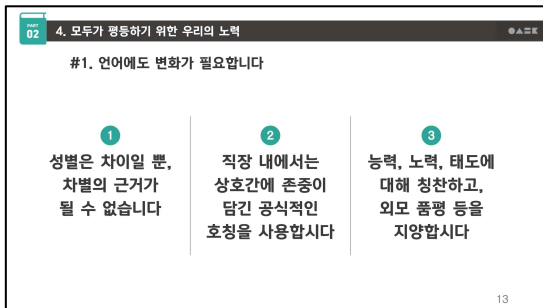 PART
02
4. 모두가 평등하기 위한 우리의 노력
#1. 언어에도 변화가 필요합니다
1
성별은 차이일 뿐,
차별의 근거가
될 수 없습니다
2
직장 내에서는
상호간에 존중이
담긴 공식적인
호칭을 사용합시다
3
능력, 노력, 태도에
대해 칭찬하고,
외모 품평 등을
지양합시다
13